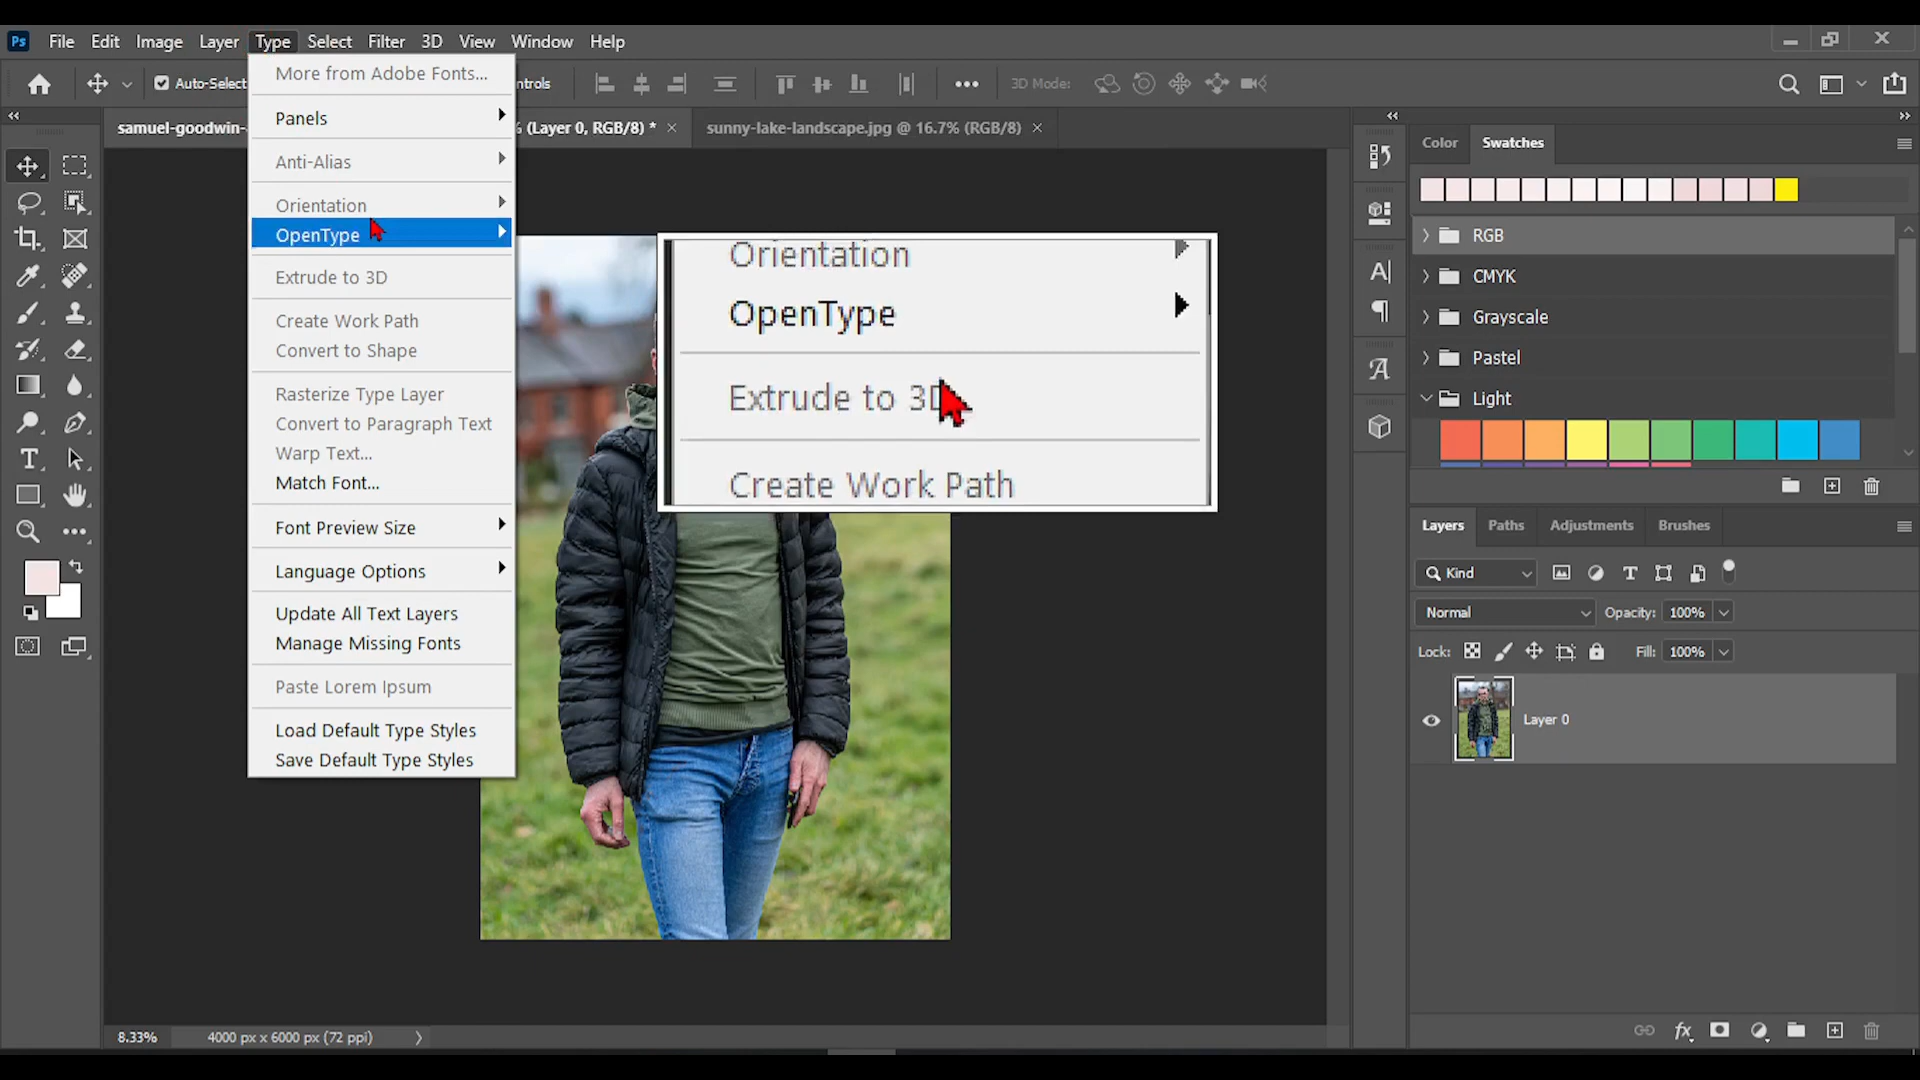 Ps File Edit Image Layer Type Select Filter 3D View Window Help
Auto-Select
ntrols
3D Mode:
samuel-goodwin-
% (Layer 0, RGB/8) *
sunny-lake-landscape.jpg @ 16.7% (RGB/8)
More from Adobe Fonts...
Panels
Anti-Alias
Orientation
OpenType
Extrude to 3D
Create Work Path
Convert to Shape
Rasterize Type Layer
Convert to Paragraph Text
Warp Text...
Match Font...
Font Preview Size
Language Options
Update All Text Layers
Manage Missing Fonts
Paste Lorem Ipsum
Load Default Type Styles
Save Default Type Styles
Orientation
OpenType
Extrude to 3D
Create Work Path
Color Swatches
RGB
CMYK
Grayscale
Pastel
Light
Layers Paths Adjustments Brushes
Kind
Normal Opacity: 100%
Lock: Fill: 100%
Layer 0
8.33% 4000 px x 6000 px (72 ppi)